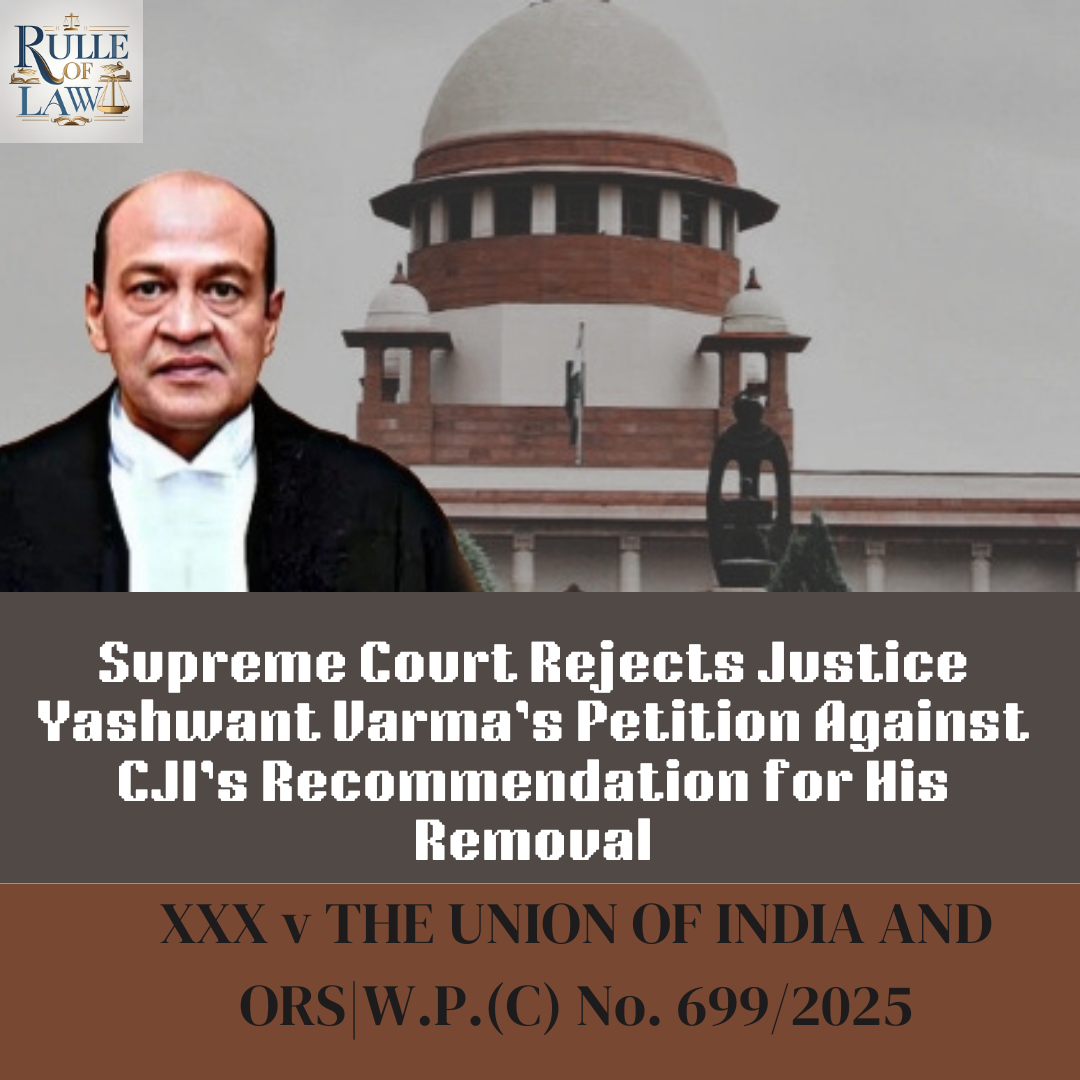 RULLE
OF
LAWW
Supreme Court Rejects Justice
Yashwant Varma's Petition Against
CJI's Recommendation for His
Removal
XXX v THE UNION OF INDIA AND
ORS|W.P.(C) No. 699/2025